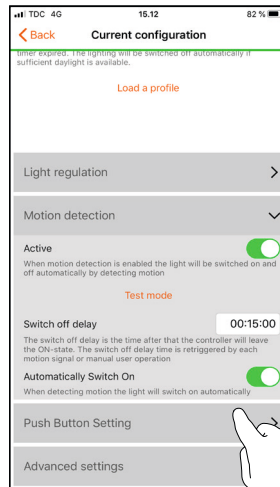 TDC 4G 15.12 82 %
Back Current configuration
timer expired. The lighting will be switched off automatically if
sufficient daylight is available.
Load a profile
Light regulation
Motion detection
Active
When motion detection is enabled the light will be switched on and
off automatically by detecting motion
Test mode
Switch off delay 00:15:00
The switch off delay is the time after that the controller will leave
the ON-state. The switch off delay time is retriggered by each
motion signal or manual user operation
Automatically Switch On
When detecting motion the light will switch on automatically
Push Button Setting
Advanced settings